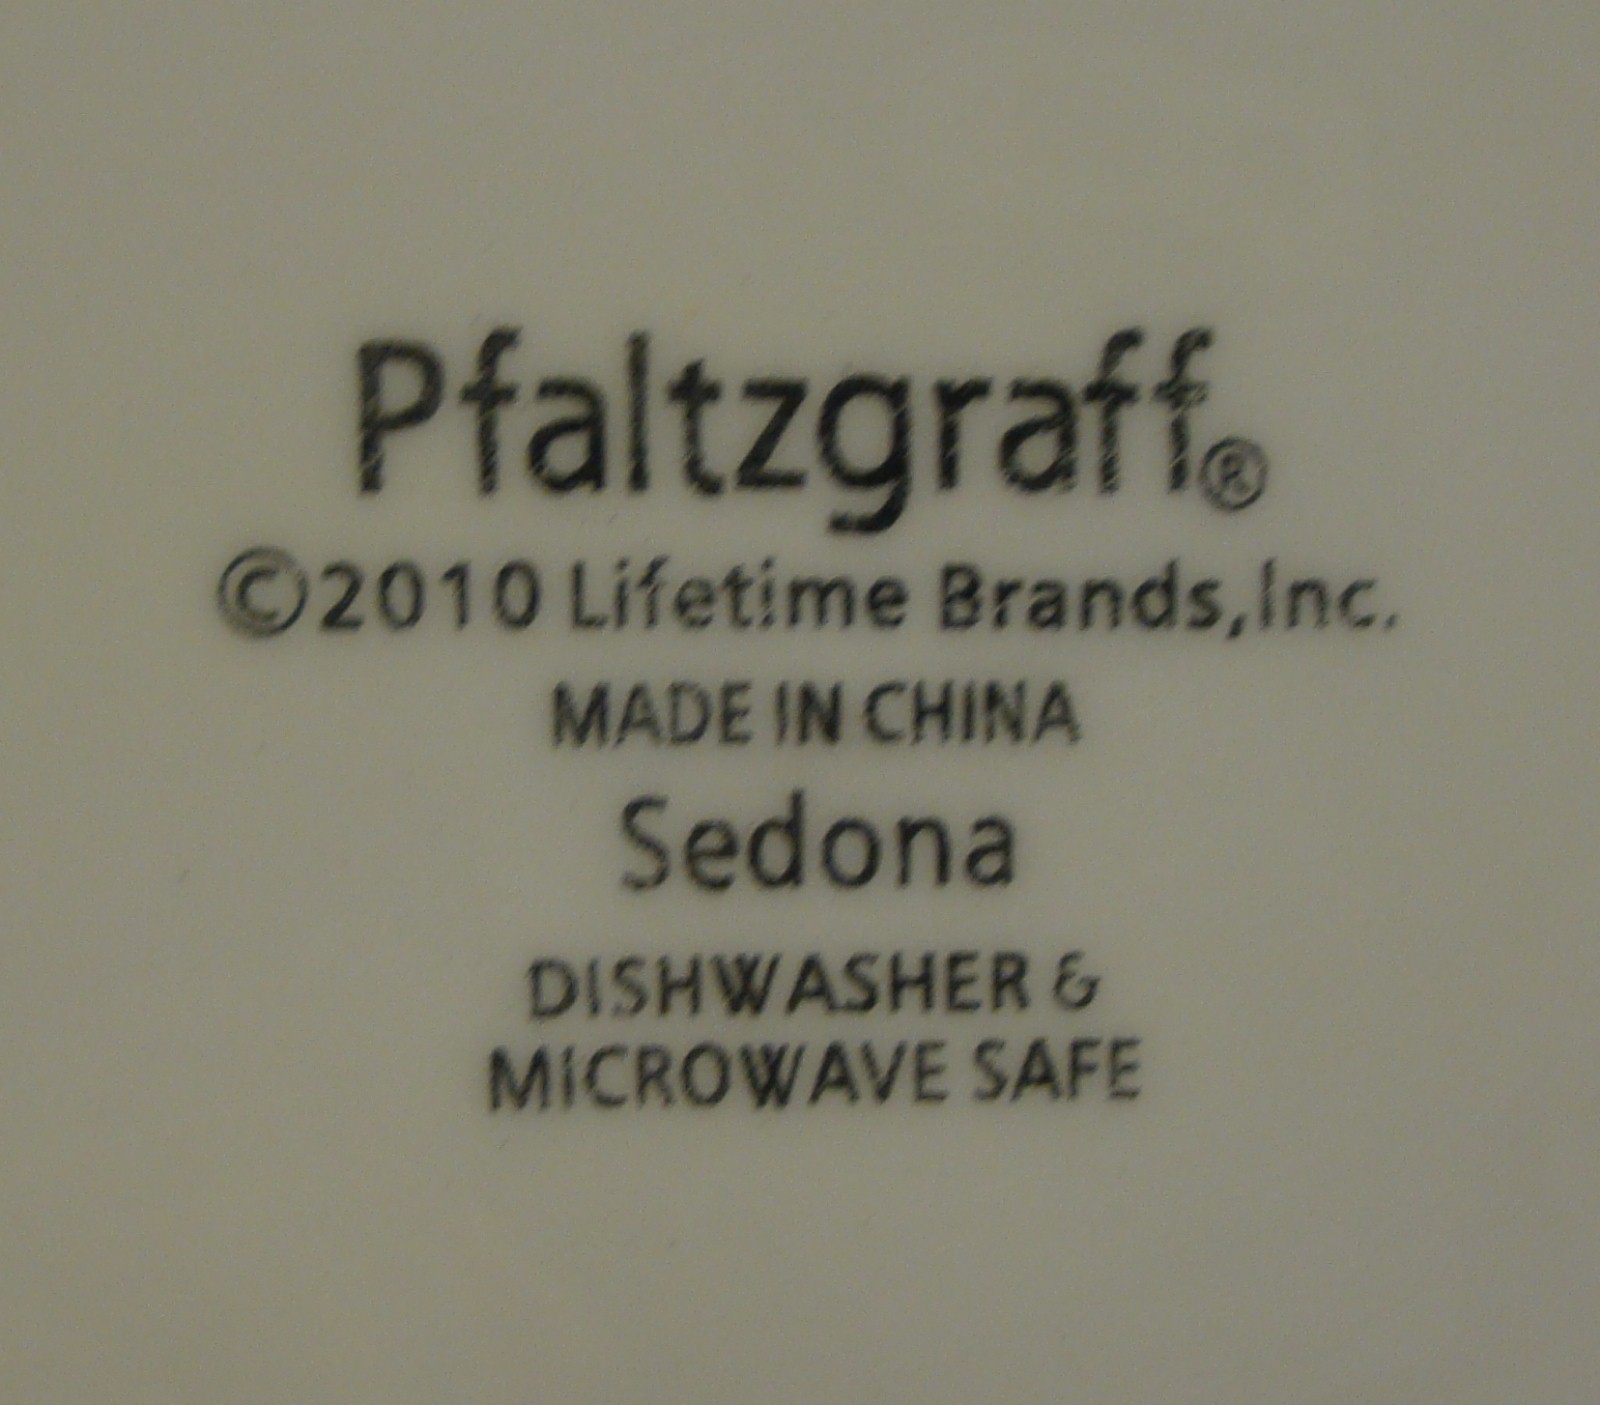 Pfaltzgraff®
©2010 Lifetime Brands,Inc.
MADE IN CHINA
Sedona
DISHWASHER &
MICROWAVE SAFE